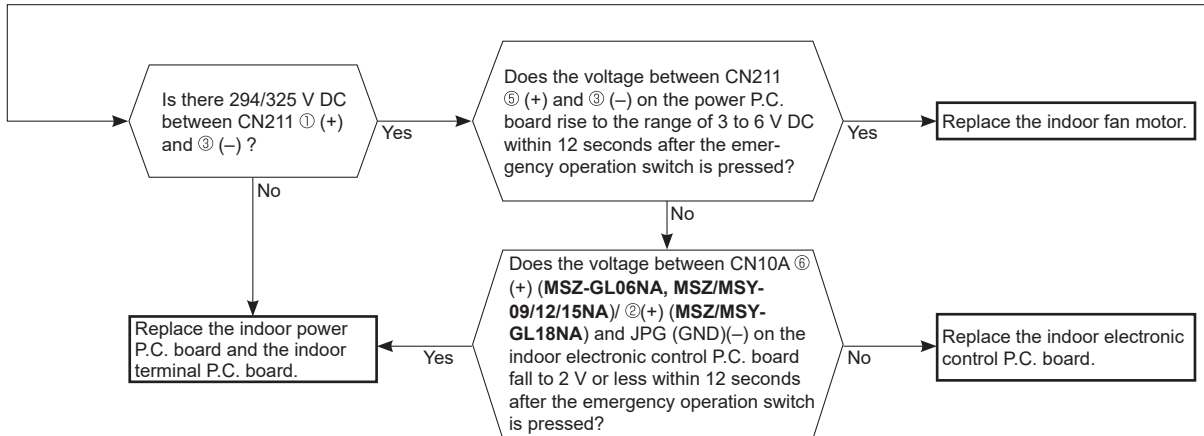 Is there 294/325 V DC
between CN211 ① (+)
and ③ (–) ?
Yes
No
Does the voltage between CN211
⑤ (+) and ③ (–) on the power P.C.
board rise to the range of 3 to 6 V DC
within 12 seconds after the emer-
gency operation switch is pressed?
Yes
No
Replace the indoor fan motor.
Does the voltage between CN10A ⑥
(+) (MSZ-GL06NA, MSZ/MSY-
09/12/15NA)/ ②(+) (MSZ/MSY-
GL18NA) and JPG (GND)(–) on the
indoor electronic control P.C. board
fall to 2 V or less within 12 seconds
after the emergency operation switch
is pressed?
Yes
No
Replace the indoor power
P.C. board and the indoor
terminal P.C. board.
Replace the indoor electronic
control P.C. board.